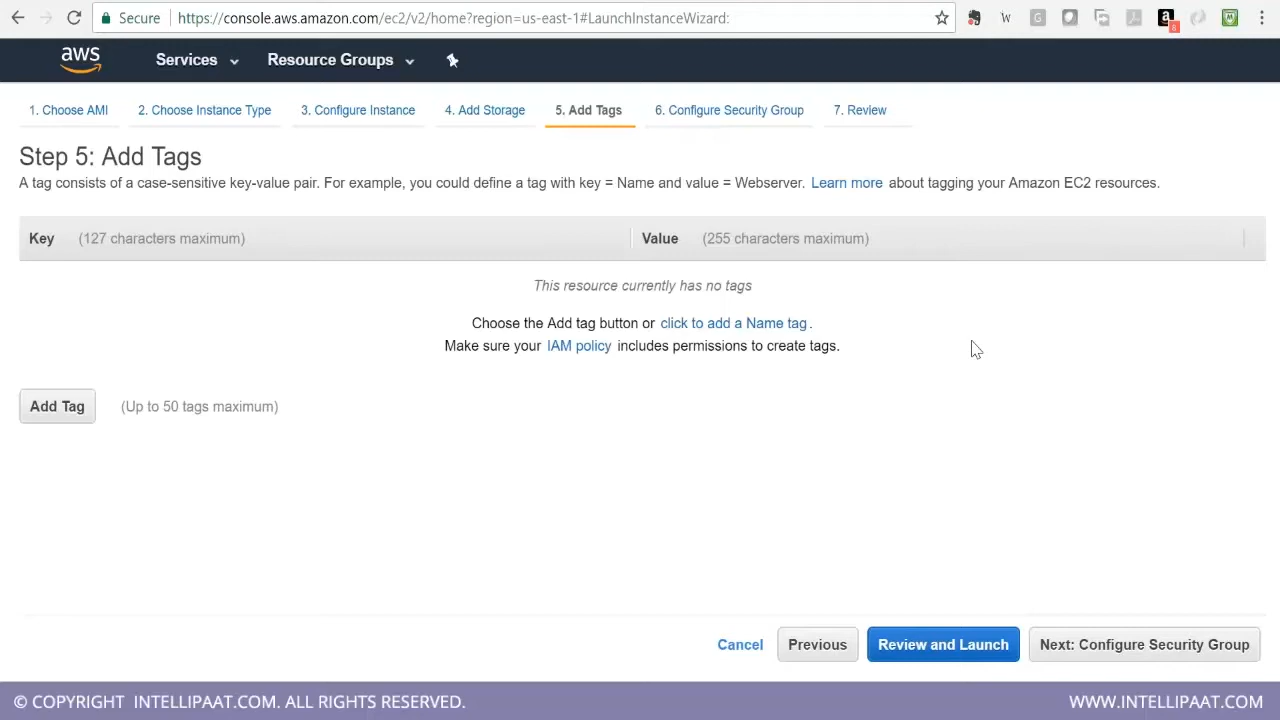 Secure https://console.aws.amazon.com/ec2/v2/home?region=us-east-1#LaunchInstanceWizard:
W G a 8 M
aws Services Resource Groups
1. Choose AMI 2. Choose Instance Type 3. Configure Instance 4. Add Storage 5. Add Tags 6. Configure Security Group 7. Review
Step 5: Add Tags
A tag consists of a case-sensitive key-value pair. For example, you could define a tag with key = Name and value = Webserver. Learn more about tagging your Amazon EC2 resources.
Key (127 characters maximum) Value (255 characters maximum)
This resource currently has no tags
Choose the Add tag button or click to add a Name tag.
Make sure your IAM policy includes permissions to create tags.
Add Tag (Up to 50 tags maximum)
Cancel Previous Review and Launch Next: Configure Security Group
© COPYRIGHT INTELLIPAAT.COM. ALL RIGHTS RESERVED. WWW.INTELLIPAAT.COM